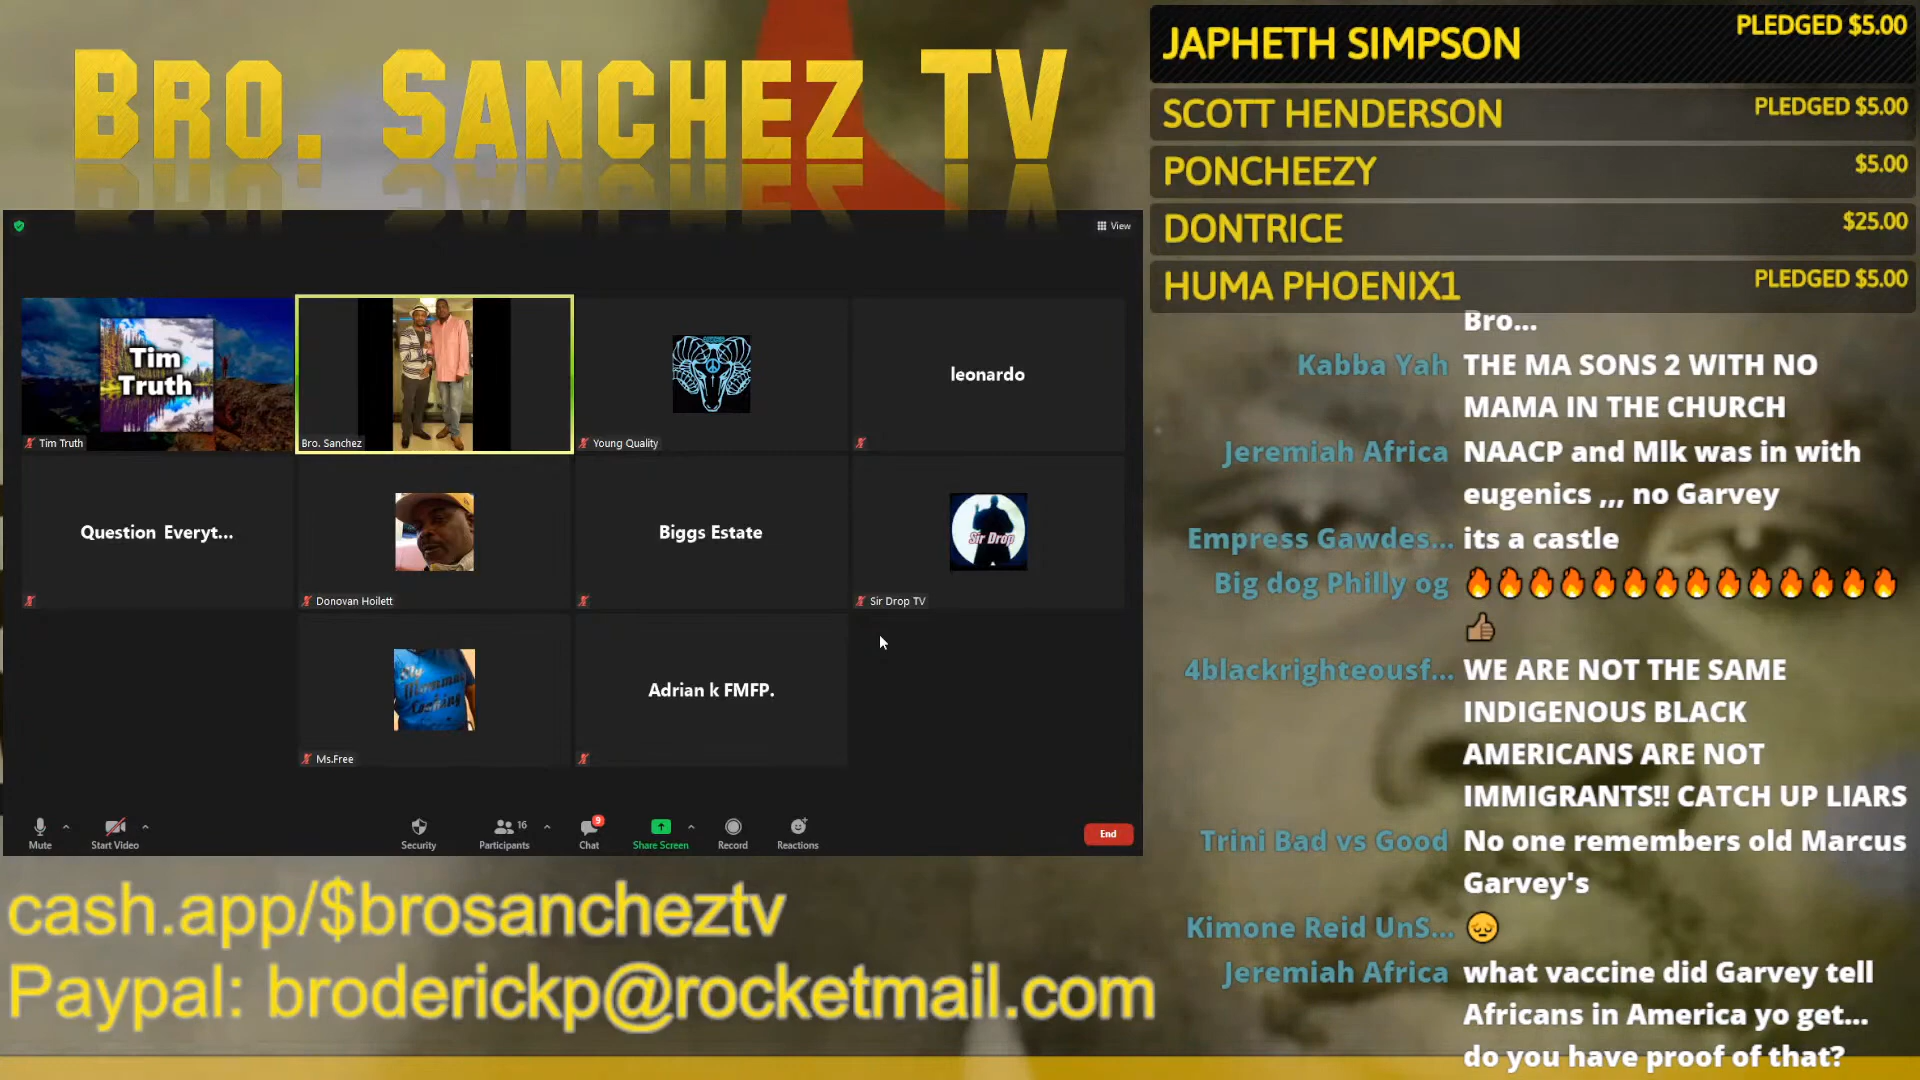 BRO. SANCHEZ TV
View
Tim
Truth
Tim Truth
Bro. Sanchez
Young Quality
leonardo
Question Everyt...
Donovan Hoilett
Biggs Estate
Sir Drop
Sir Drop TV
My
Mommas
Cooking
Ms.Free
Adrian k FMFP.
Mute
Start Video
Security
16
Participants
9
Chat
Share Screen
Record
Reactions
End
cash.app/$brosancheztv
Paypal: broderickp@rocketmail.com
JAPHETH SIMPSON PLEDGED $5.00
SCOTT HENDERSON PLEDGED $5.00
PONCHEEZY $5.00
DONTRICE $25.00
HUMA PHOENIX1 PLEDGED $5.00
Bro...
Kabba Yah THE MA SONS 2 WITH NO
MAMA IN THE CHURCH
Jeremiah Africa NAACP and Mlk was in with
eugenics ,,, no Garvey
Empress Gawdes... its a castle
Big dog Philly og 🔥🔥🔥🔥🔥🔥🔥🔥🔥🔥🔥🔥🔥🔥
👍🏽
4blackrighteousf... WE ARE NOT THE SAME
INDIGENOUS BLACK
AMERICANS ARE NOT
IMMIGRANTS!! CATCH UP LIARS
Trini Bad vs Good No one remembers old Marcus
Garvey's
Kimone Reid UnS... 😔
Jeremiah Africa what vaccine did Garvey tell
Africans in America yo get...
do you have proof of that?